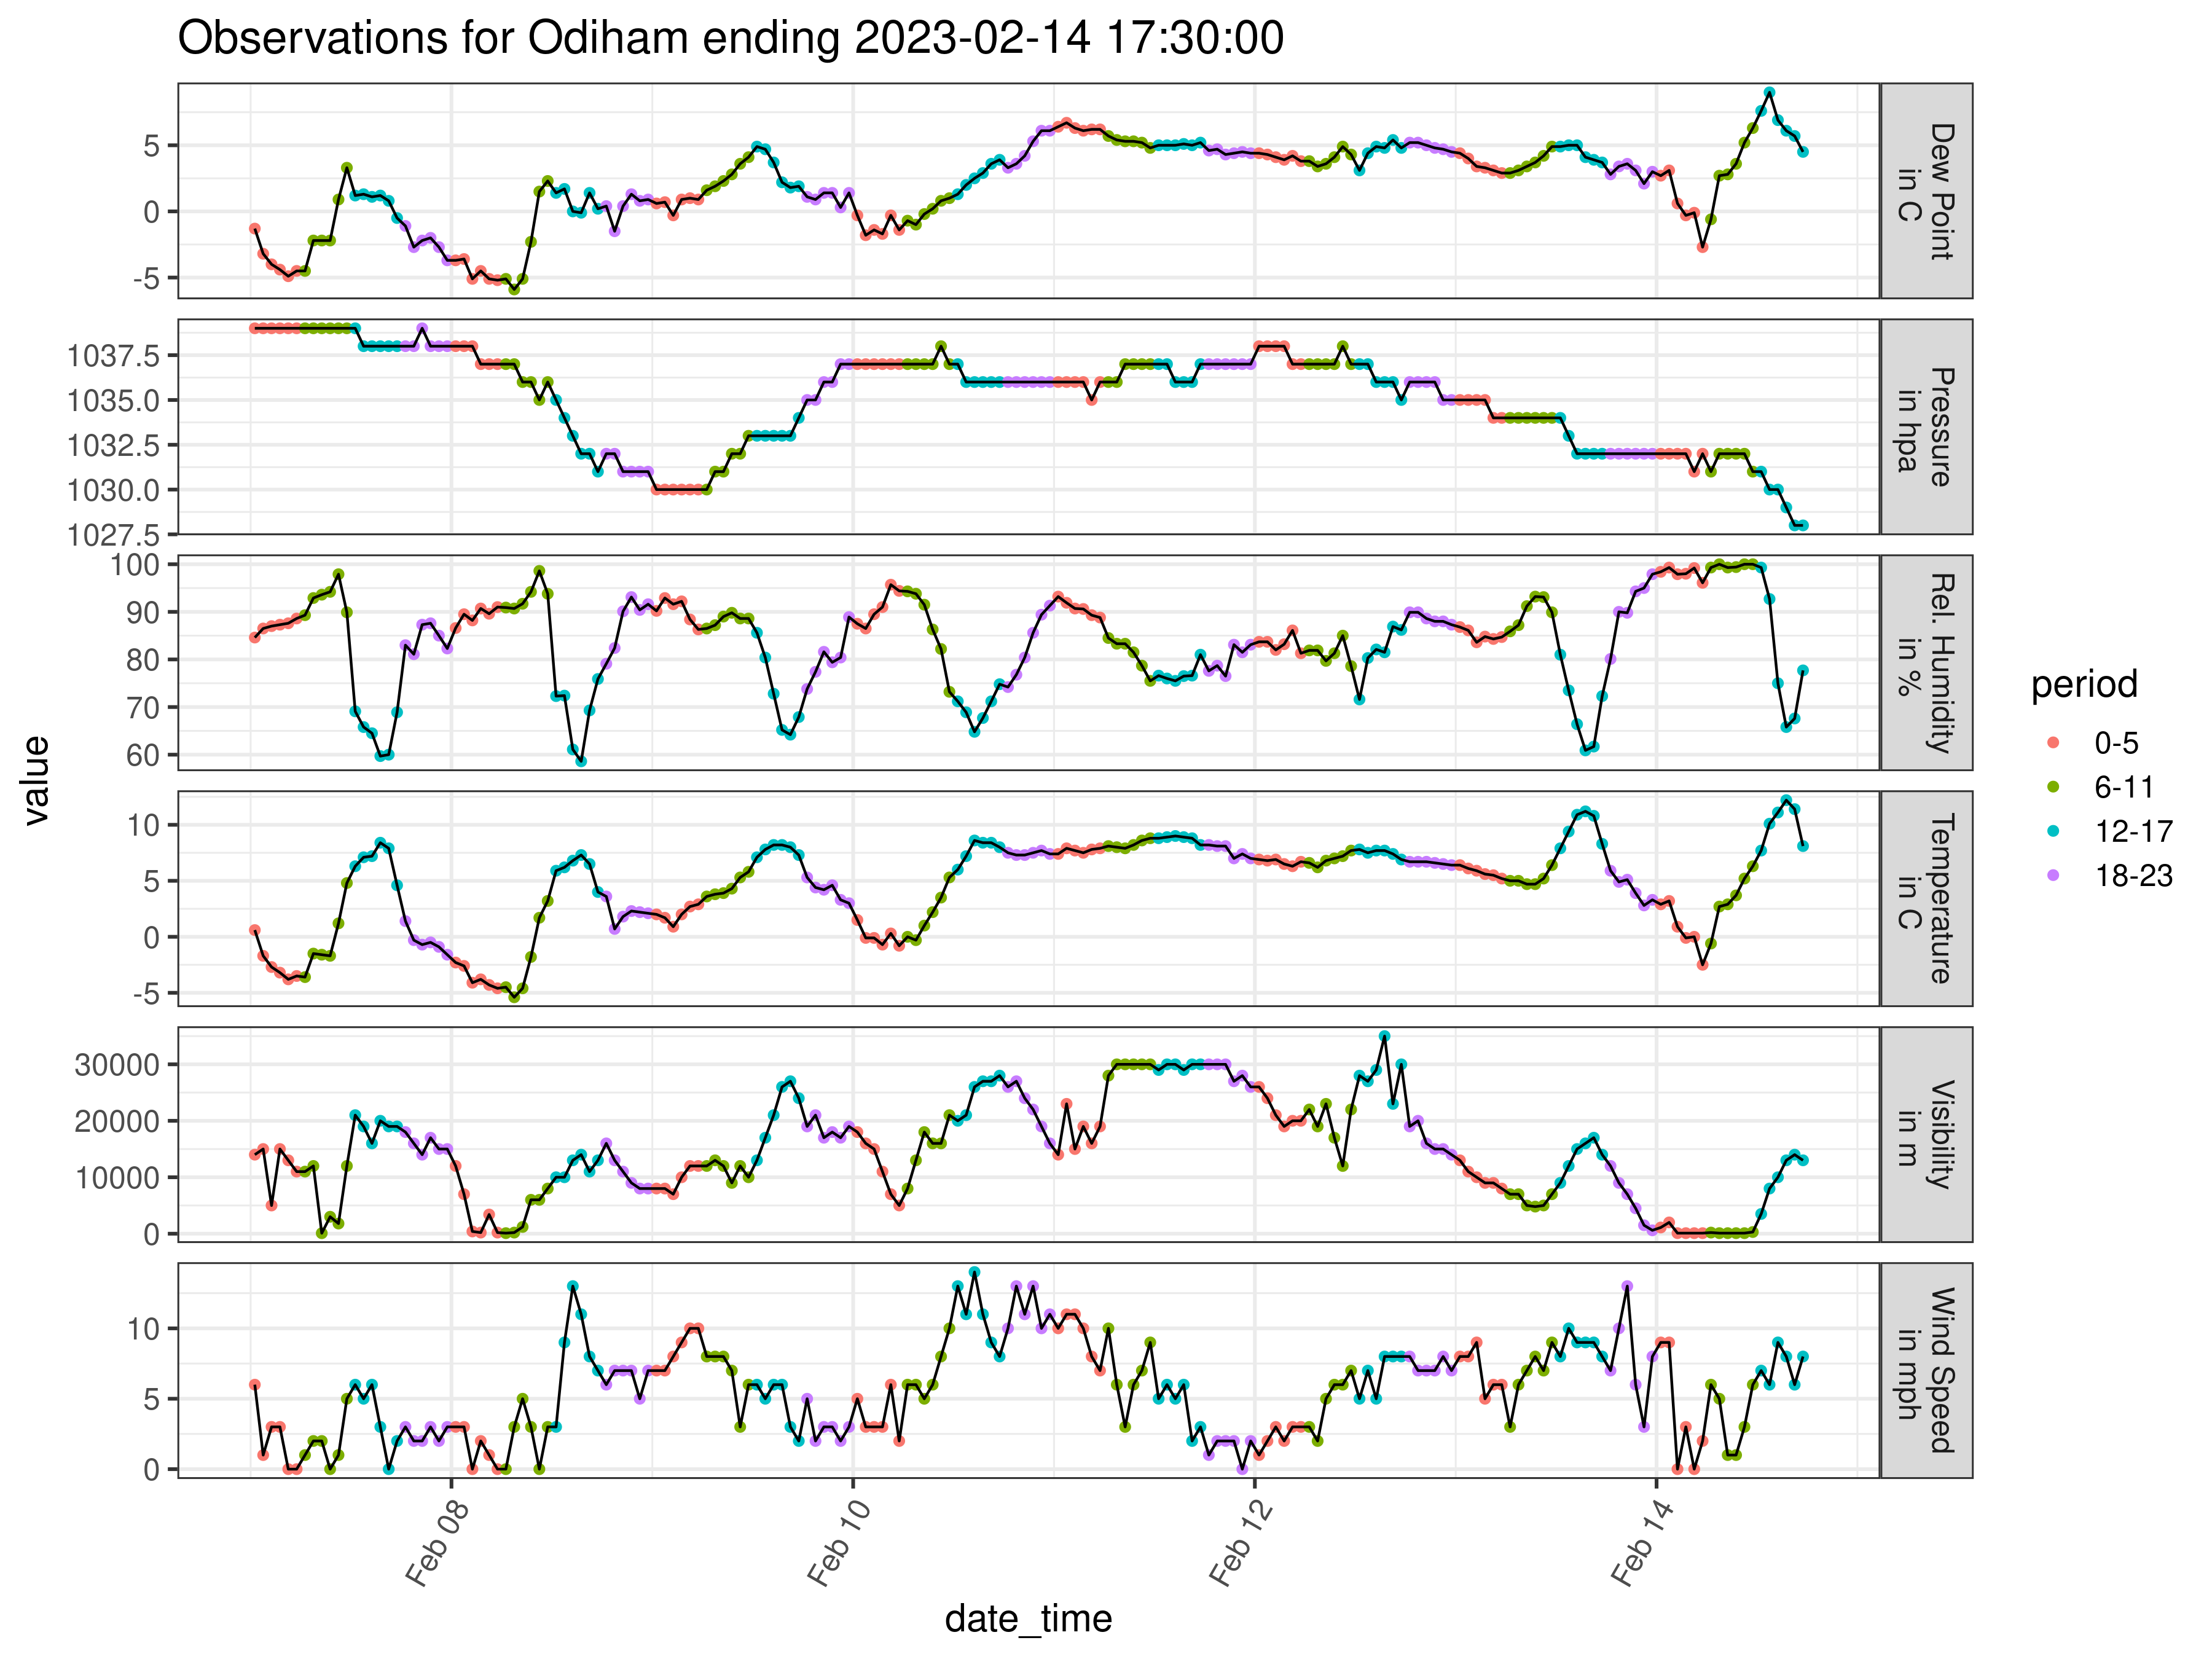 Observations for Odiham ending 2023-02-14 17:30:00
value
5
0
-5
Dew Point
in C
1037.5
1035.0
1032.5
1030.0
1027.5
Pressure
in hpa
100
90
80
70
60
Rel. Humidity
in %
10
5
0
-5
Temperature
in C
30000
20000
10000
0
Visibility
in m
10
5
0
Wind Speed
in mph
Feb 08
Feb 10
Feb 12
Feb 14
date_time
period
0-5
6-11
12-17
18-23